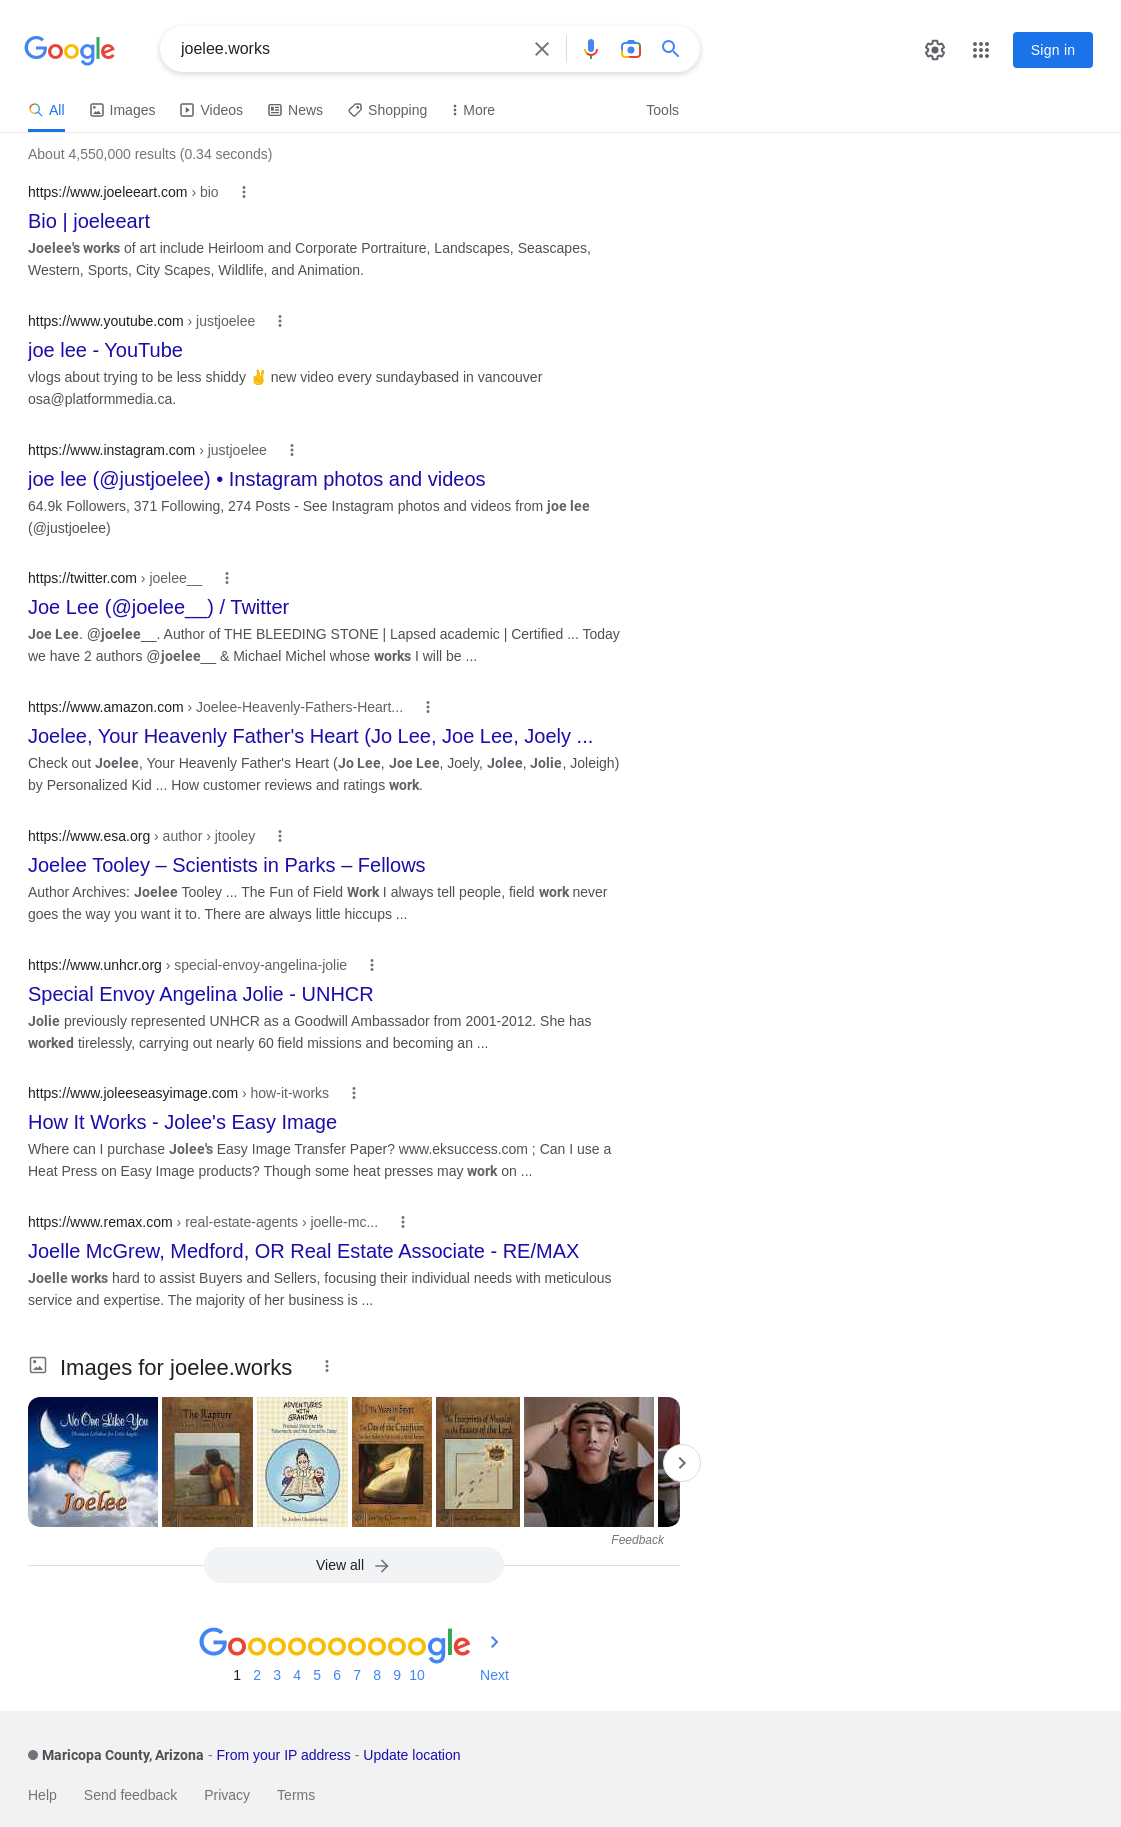 Google
joelee.works
Sign in
All Images Videos News Shopping More Tools
About 4,550,000 results (0.34 seconds)
https://www.joeleeart.com › bio
Bio | joeleeart
Joelee's works of art include Heirloom and Corporate Portraiture, Landscapes, Seascapes,
Western, Sports, City Scapes, Wildlife, and Animation.
https://www.youtube.com › justjoelee
joe lee - YouTube
vlogs about trying to be less shiddy ✌️ new video every sundaybased in vancouver
osa@platformmedia.ca.
https://www.instagram.com › justjoelee
joe lee (@justjoelee) • Instagram photos and videos
64.9k Followers, 371 Following, 274 Posts - See Instagram photos and videos from joe lee
(@justjoelee)
https://twitter.com › joelee__
Joe Lee (@joelee__) / Twitter
Joe Lee. @joelee__. Author of THE BLEEDING STONE | Lapsed academic | Certified ... Today
we have 2 authors @joelee__ & Michael Michel whose works I will be ...
https://www.amazon.com › Joelee-Heavenly-Fathers-Heart...
Joelee, Your Heavenly Father's Heart (Jo Lee, Joe Lee, Joely ...
Check out Joelee, Your Heavenly Father's Heart (Jo Lee, Joe Lee, Joely, Jolee, Jolie, Joleigh)
by Personalized Kid ... How customer reviews and ratings work.
https://www.esa.org › author › jtooley
Joelee Tooley – Scientists in Parks – Fellows
Author Archives: Joelee Tooley ... The Fun of Field Work I always tell people, field work never
goes the way you want it to. There are always little hiccups ...
https://www.unhcr.org › special-envoy-angelina-jolie
Special Envoy Angelina Jolie - UNHCR
Jolie previously represented UNHCR as a Goodwill Ambassador from 2001-2012. She has
worked tirelessly, carrying out nearly 60 field missions and becoming an ...
https://www.joleeseasyimage.com › how-it-works
How It Works - Jolee's Easy Image
Where can I purchase Jolee's Easy Image Transfer Paper? www.eksuccess.com ; Can I use a
Heat Press on Easy Image products? Though some heat presses may work on ...
https://www.remax.com › real-estate-agents › joelle-mc...
Joelle McGrew, Medford, OR Real Estate Associate - RE/MAX
Joelle works hard to assist Buyers and Sellers, focusing their individual needs with meticulous
service and expertise. The majority of her business is ...
Images for joelee.works
No One Like You
Joelee
The Rapture
ADVENTURES
WITH
GRANDMA
Feedback
View all
Goooooooooogle
1 2 3 4 5 6 7 8 9 10 Next
Maricopa County, Arizona - From your IP address - Update location
Help Send feedback Privacy Terms